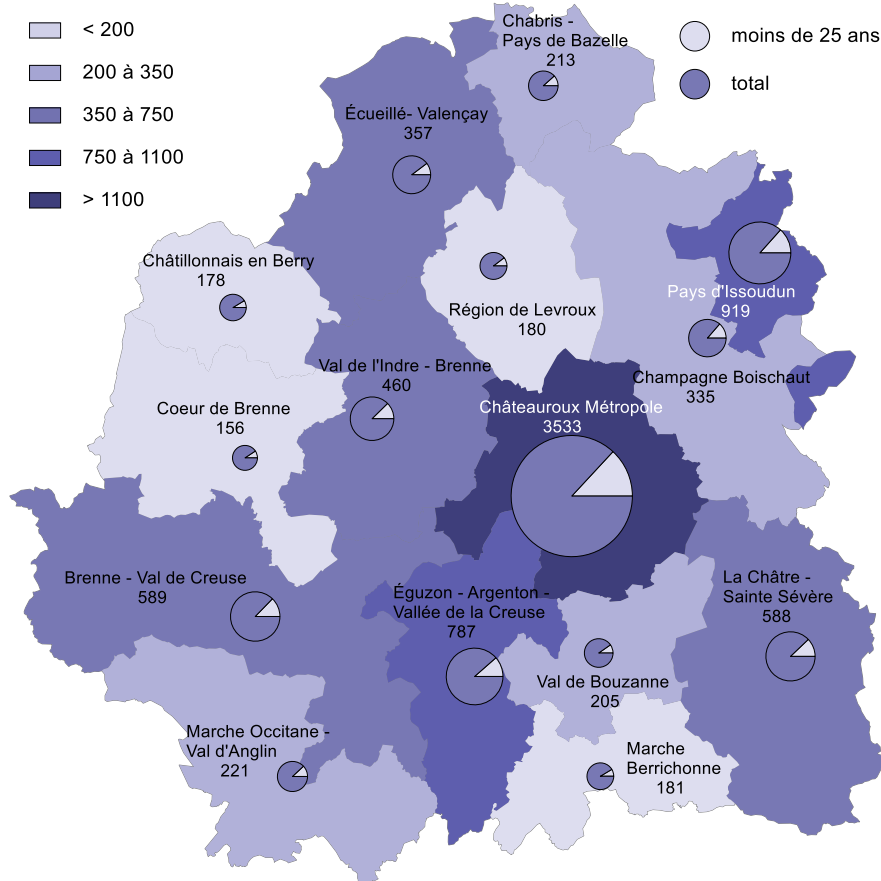 < 200
200 à 350
350 à 750
750 à 1100
> 1100
moins de 25 ans
total
Chabris -
Pays de Bazelle
213
Écueillé- Valençay
357
Châtillonnais en Berry
178
Région de Levroux
180
Pays d'Issoudun
919
Champagne Boischaut
335
Val de l'Indre - Brenne
460
Coeur de Brenne
156
Châteauroux Métropole
3533
Brenne - Val de Creuse
589
Éguzon - Argenton -
Vallée de la Creuse
787
La Châtre -
Sainte Sévère
588
Val de Bouzanne
205
Marche Occitane -
Val d'Anglin
221
Marche
Berrichonne
181